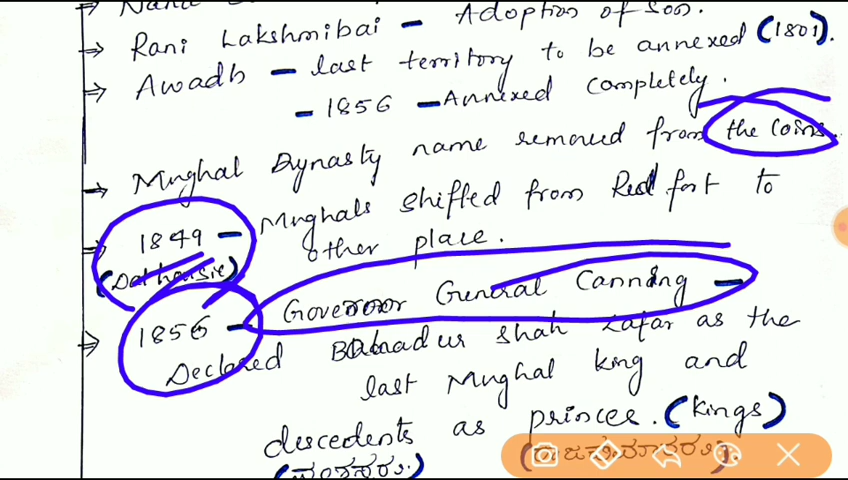 ⇒ Rani Lakshmibai - Adoption of Son.
⇒ Awadh - last territory to be annexed (1801).
- 1856 - Annexed completely.
→ Mughal Dynasty name removed from the coins.
⇒ 1849 - Mughals shifted from Red fort to
(Dalhousie) other place.
⇒ 1856 - Governor General Canning -
Declared Bahadur Shah Zafar as the
last Mughal king and
descedents as princes. (kings)